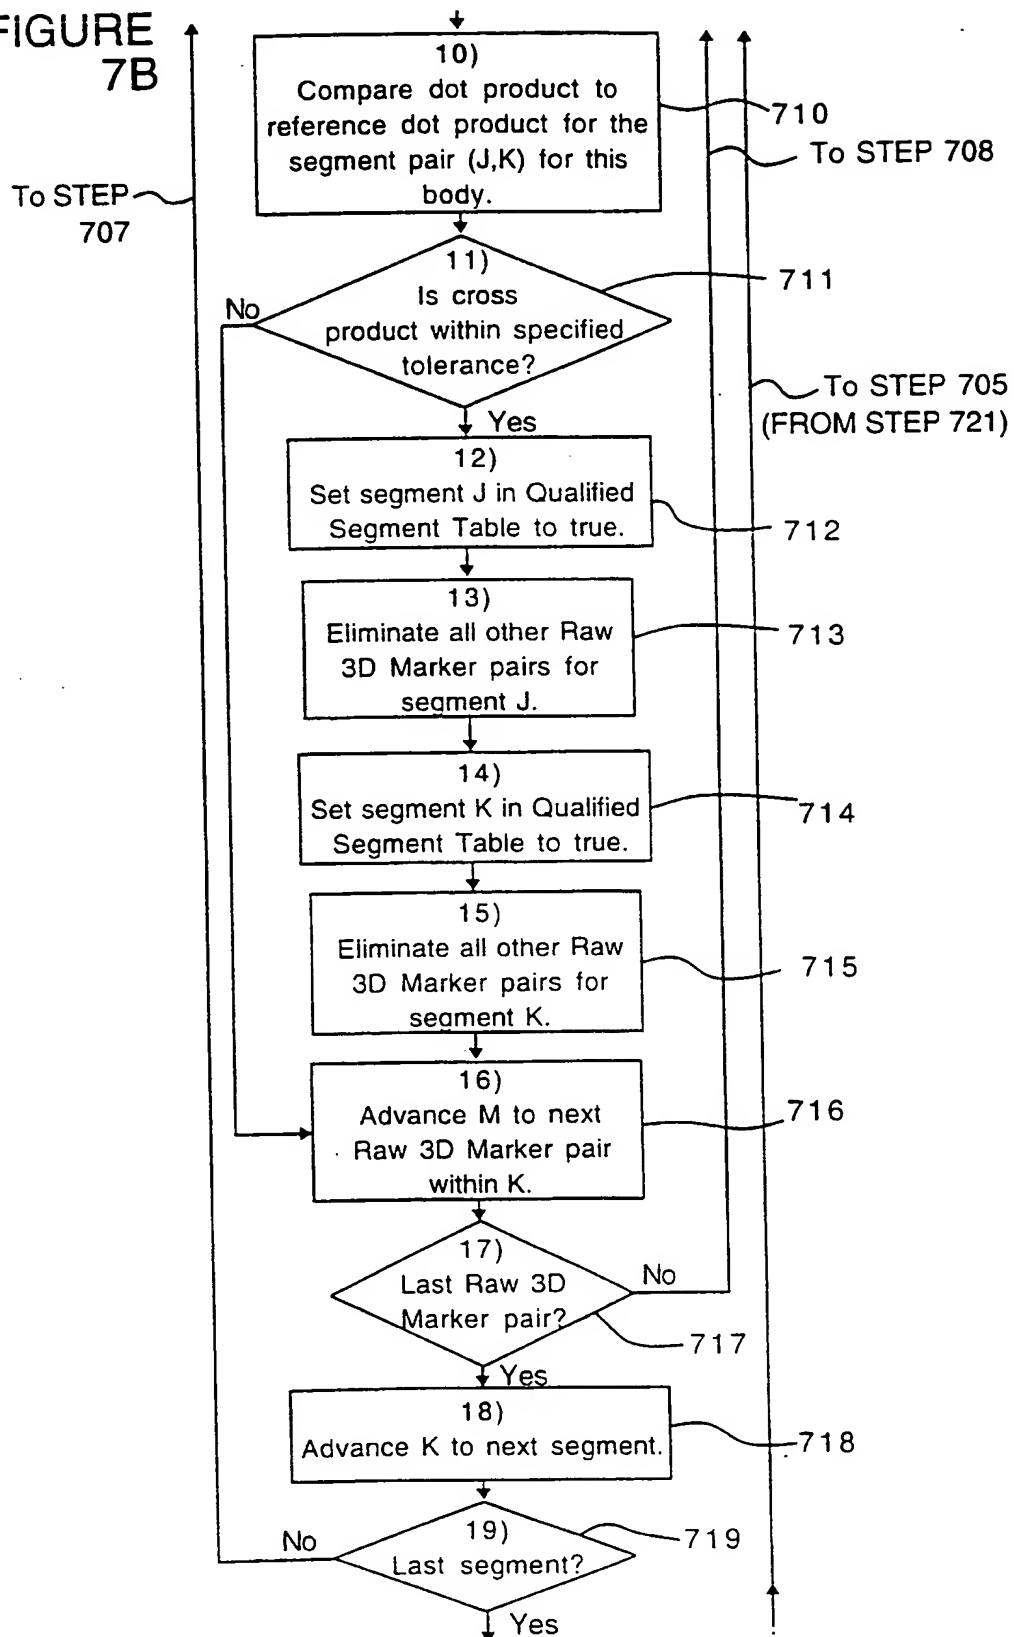 FIGURE
7B
10)
Compare dot product to
reference dot product for the
segment pair (J,K) for this
body.
710
To STEP 708
To STEP
707
11)
Is cross
product within specified
tolerance?
711
No
Yes
To STEP 705
(FROM STEP 721)
12)
Set segment J in Qualified
Segment Table to true.
712
13)
Eliminate all other Raw
3D Marker pairs for
segment J.
713
14)
Set segment K in Qualified
Segment Table to true.
714
15)
Eliminate all other Raw
3D Marker pairs for
segment K.
715
16)
Advance M to next
Raw 3D Marker pair
within K.
716
17)
Last Raw 3D
Marker pair?
No
717
Yes
18)
Advance K to next segment.
718
19)
Last segment?
No
719
Yes